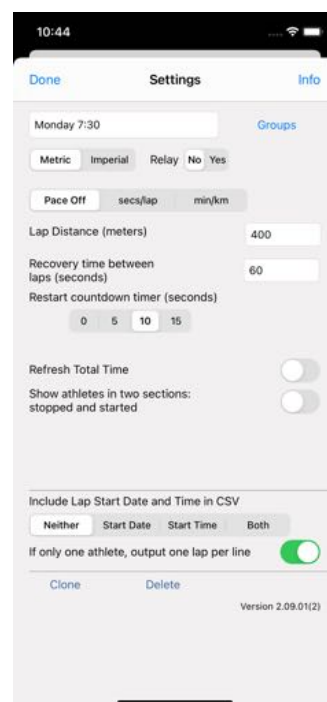 10:44
Done Settings Info
Monday 7:30 Groups
Metric Imperial Relay No Yes
Pace Off secs/lap min/km
Lap Distance (meters) 400
Recovery time between
laps (seconds) 60
Restart countdown timer (seconds)
0 5 10 15
Refresh Total Time
Show athletes in two sections:
stopped and started
Include Lap Start Date and Time in CSV
Neither Start Date Start Time Both
If only one athlete, output one lap per line
Clone Delete
Version 2.09.01(2)